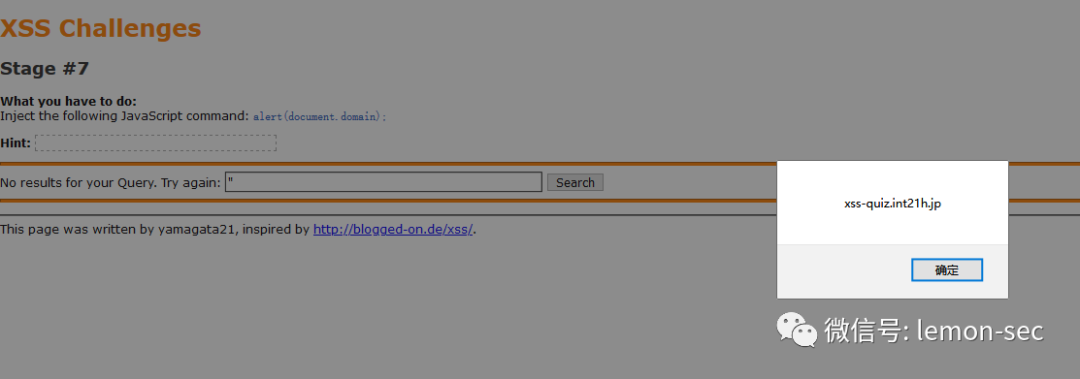 XSS Challenges
Stage #7
What you have to do:
Inject the following JavaScript command: alert(document.domain);
Hint:
No results for your Query. Try again: " Search
xss-quiz.int21h.jp
确定
This page was written by yamagata21, inspired by http://blogged-on.de/xss/.
微信号: lemon-sec